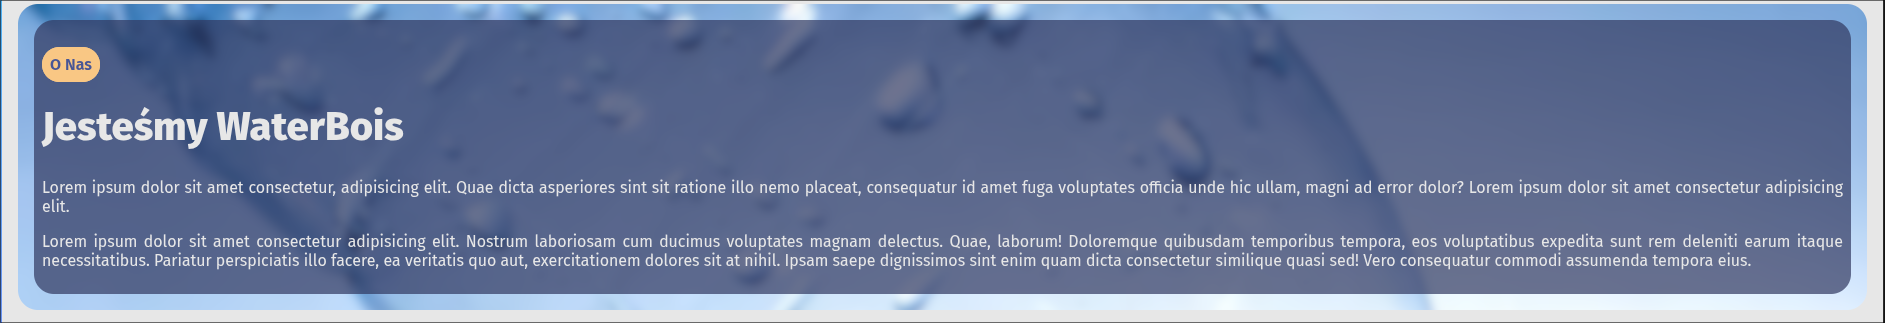 O Nas
Jesteśmy WaterBois
Lorem ipsum dolor sit amet consectetur, adipisicing elit. Quae dicta asperiores sint sit ratione illo nemo placeat, consequatur id amet fuga voluptates officia unde hic ullam, magni ad error dolor? Lorem ipsum dolor sit amet consectetur adipisicing
elit.
Lorem ipsum dolor sit amet consectetur adipisicing elit. Nostrum laboriosam cum ducimus voluptates magnam delectus. Quae, laborum! Doloremque quibusdam temporibus tempora, eos voluptatibus expedita sunt rem deleniti earum itaque
necessitatibus. Pariatur perspiciatis illo facere, ea veritatis quo aut, exercitationem dolores sit at nihil. Ipsam saepe dignissimos sint enim quam dicta consectetur similique quasi sed! Vero consequatur commodi assumenda tempora eius.